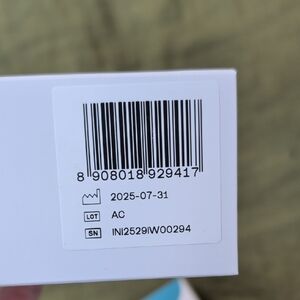 8 908018 929417
2025-07-31
LOT AC
SN INI2529IW00294